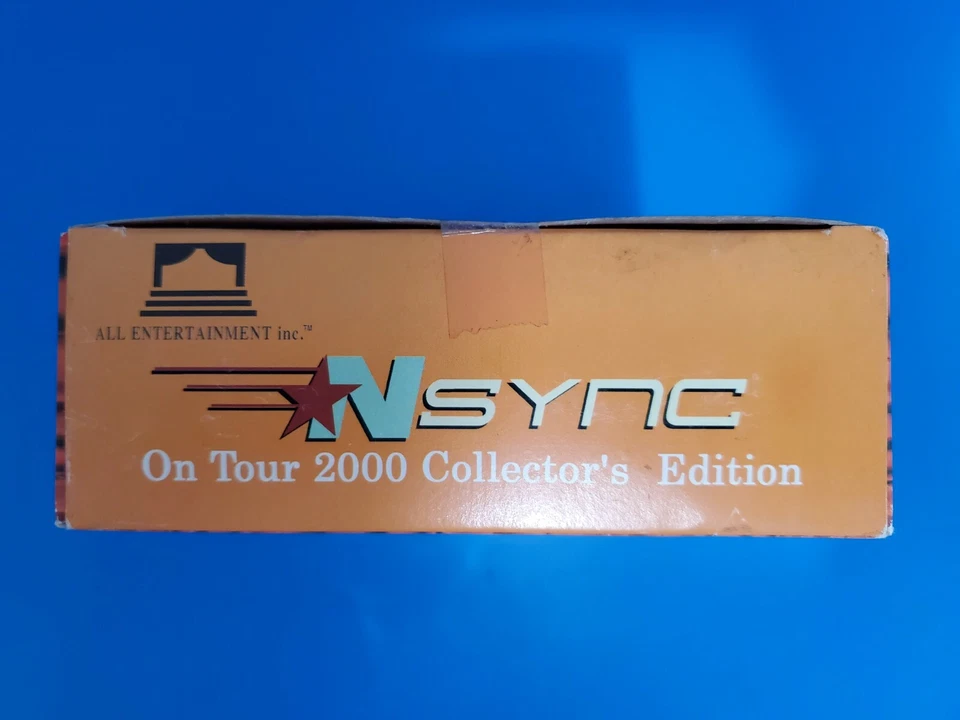 ALL ENTERTAINMENT inc.™
NSYNC
On Tour 2000 Collector's Edition